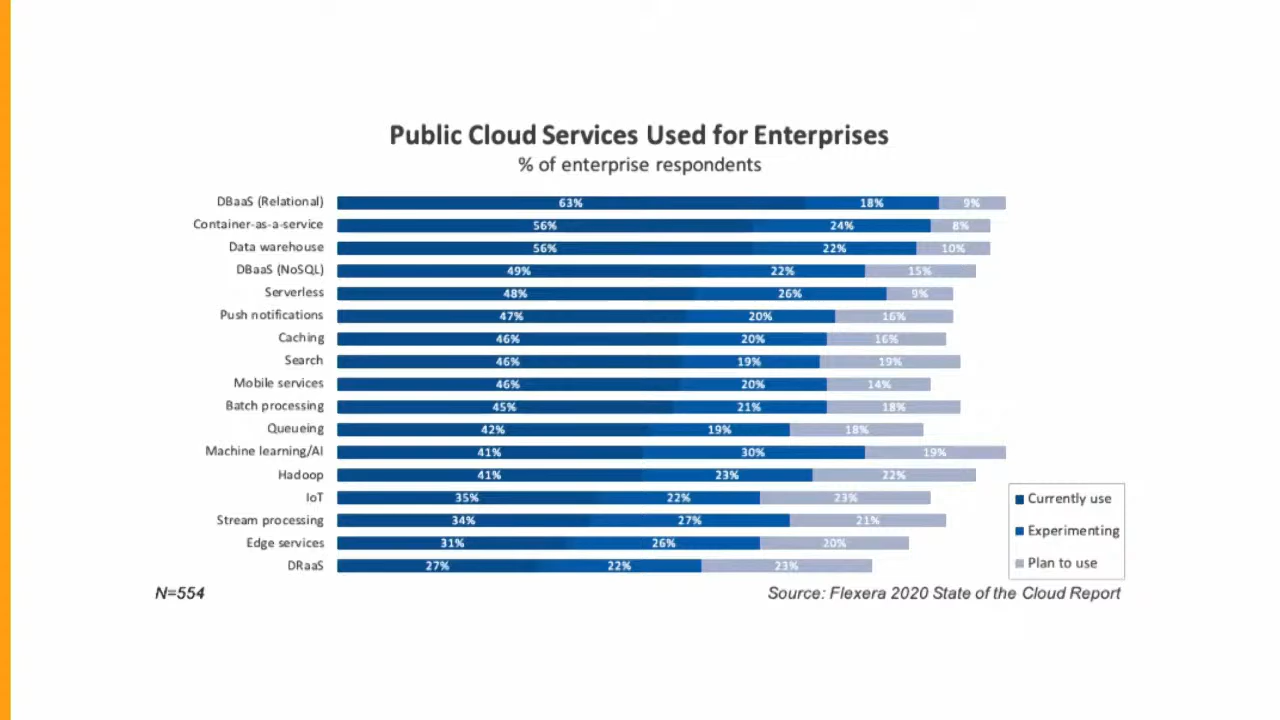 Public Cloud Services Used for Enterprises
% of enterprise respondents
DBaaS (Relational) 63% 18% 9%
Container-as-a-service 56% 24% 8%
Data warehouse 56% 22% 10%
DBaaS (NoSQL) 49% 22% 15%
Serverless 48% 26% 9%
Push notifications 47% 20% 16%
Caching 46% 20% 16%
Search 46% 19% 19%
Mobile services 46% 20% 14%
Batch processing 45% 21% 18%
Queueing 42% 19% 18%
Machine learning/AI 41% 30% 19%
Hadoop 41% 23% 22%
IoT 35% 22% 23%
Stream processing 34% 27% 21%
Edge services 31% 26% 20%
DRaaS 27% 22% 23%
Currently use
Experimenting
Plan to use
N=554
Source: Flexera 2020 State of the Cloud Report